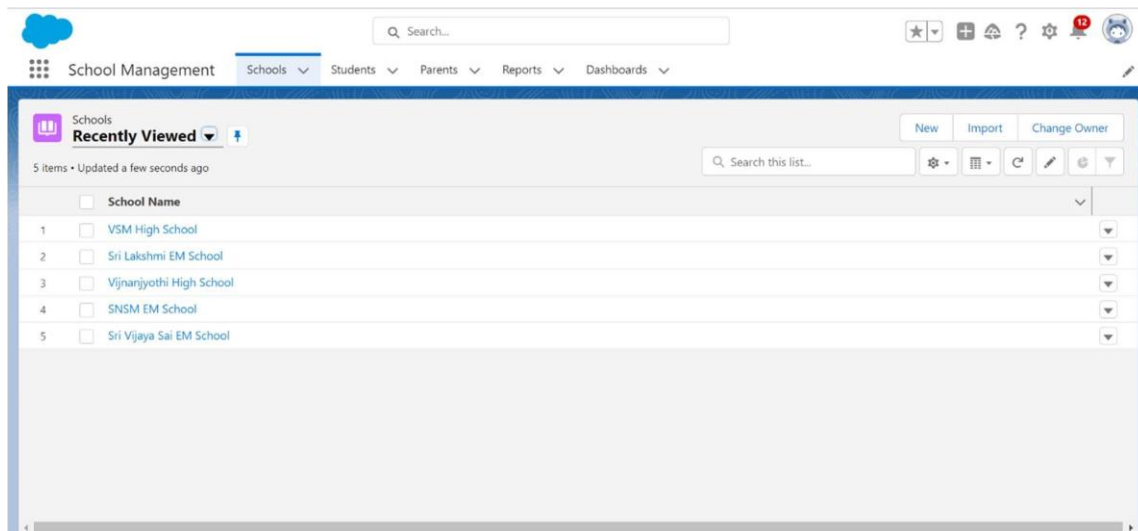 Search...
12
School Management Schools Students Parents Reports Dashboards
Schools
Recently Viewed
New Import Change Owner
5 items • Updated a few seconds ago
Search this list...
School Name
1 VSM High School
2 Sri Lakshmi EM School
3 Vijnanjyothi High School
4 SNSM EM School
5 Sri Vijaya Sai EM School